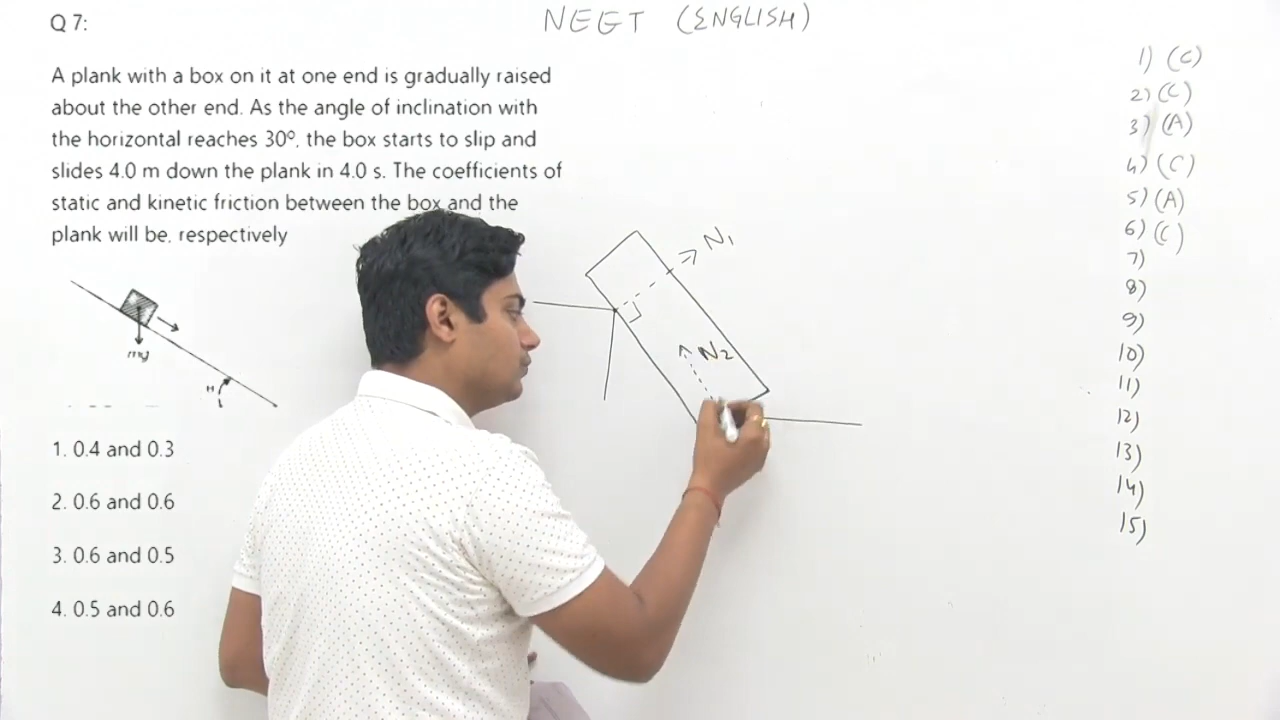 Q 7:
NEET (ENGLISH)
A plank with a box on it at one end is gradually raised
about the other end. As the angle of inclination with
the horizontal reaches 30º, the box starts to slip and
slides 4.0 m down the plank in 4.0 s. The coefficients of
static and kinetic friction between the box and the
plank will be, respectively
mg
1. 0.4 and 0.3
2. 0.6 and 0.6
3. 0.6 and 0.5
4. 0.5 and 0.6
N1
N2
1) (C)
2) (C)
3) (A)
4) (C)
5) (A)
6) (C)
7)
8)
9)
10)
11)
12)
13)
14)
15)